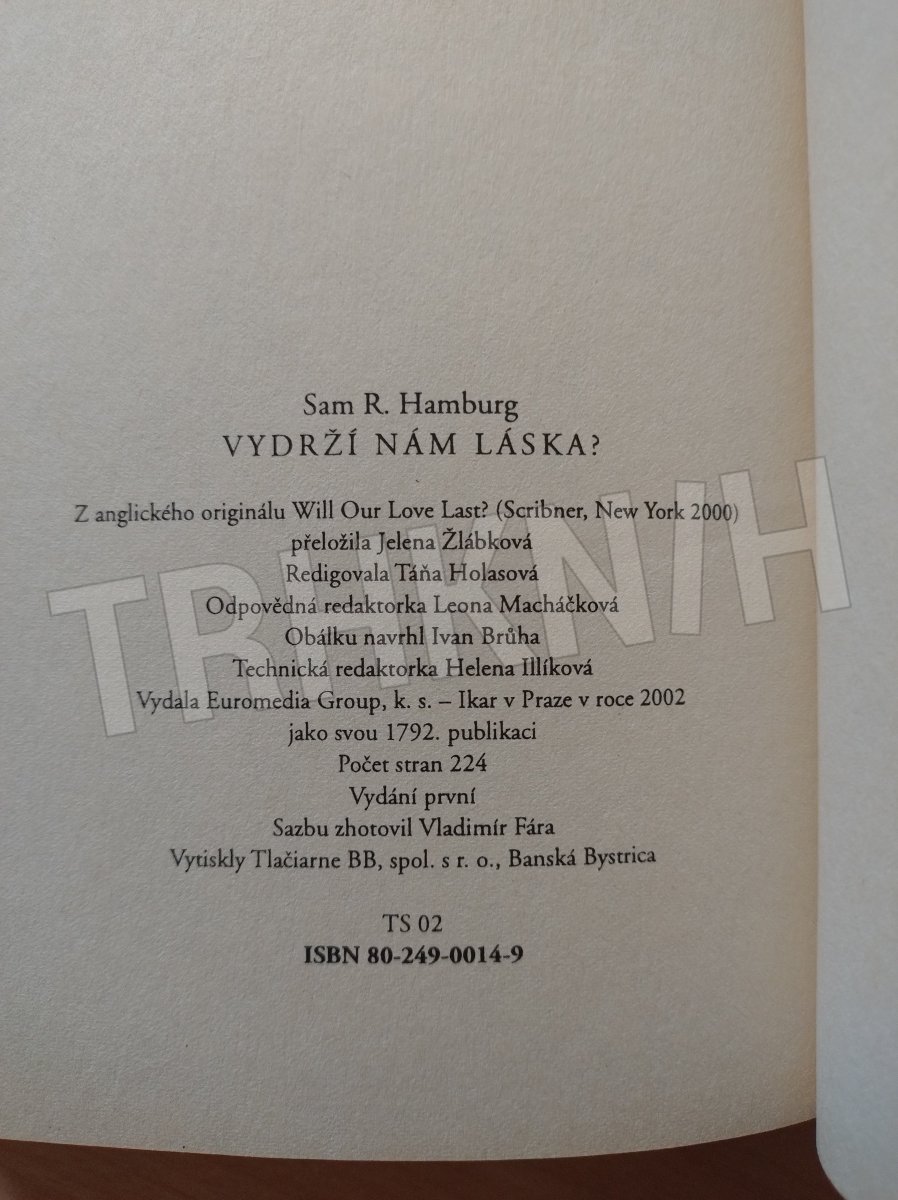 Sam R. Hamburg
VYDRŽÍ NÁM LÁSKA?
Z anglického originálu Will Our Love Last? (Scribner, New York 2000)
přeložila Jelena Žlábková
Redigovala Táňa Holasová
Odpovědná redaktorka Leona Macháčková
Obálku navrhl Ivan Brůha
Technická redaktorka Helena Illíková
Vydala Euromedia Group, k. s. – Ikar v Praze v roce 2002
jako svou 1792. publikaci
Počet stran 224
Vydání první
Sazbu zhotovil Vladimír Fára
Vytiskly Tlačiarne BB, spol. s r. o., Banská Bystrica
TS 02
ISBN 80-249-0014-9
TRHKNIH